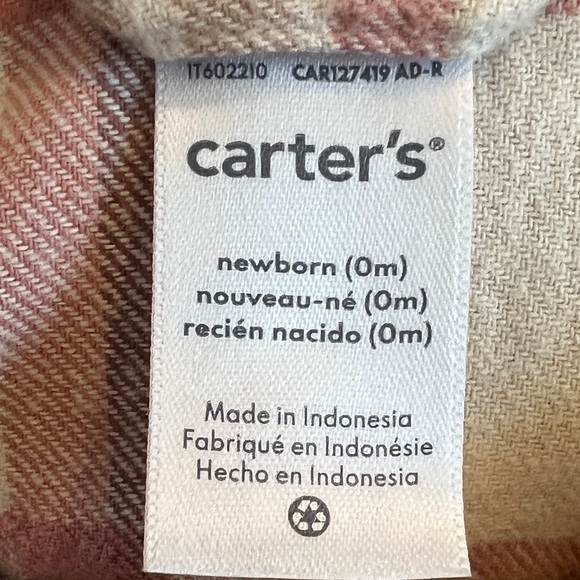 IT602210 CAR127419 AD-R
carter's®
newborn (0m)
nouveau-né (0m)
recién nacido (0m)
Made in Indonesia
Fabriqué en Indonésie
Hecho en Indonesia